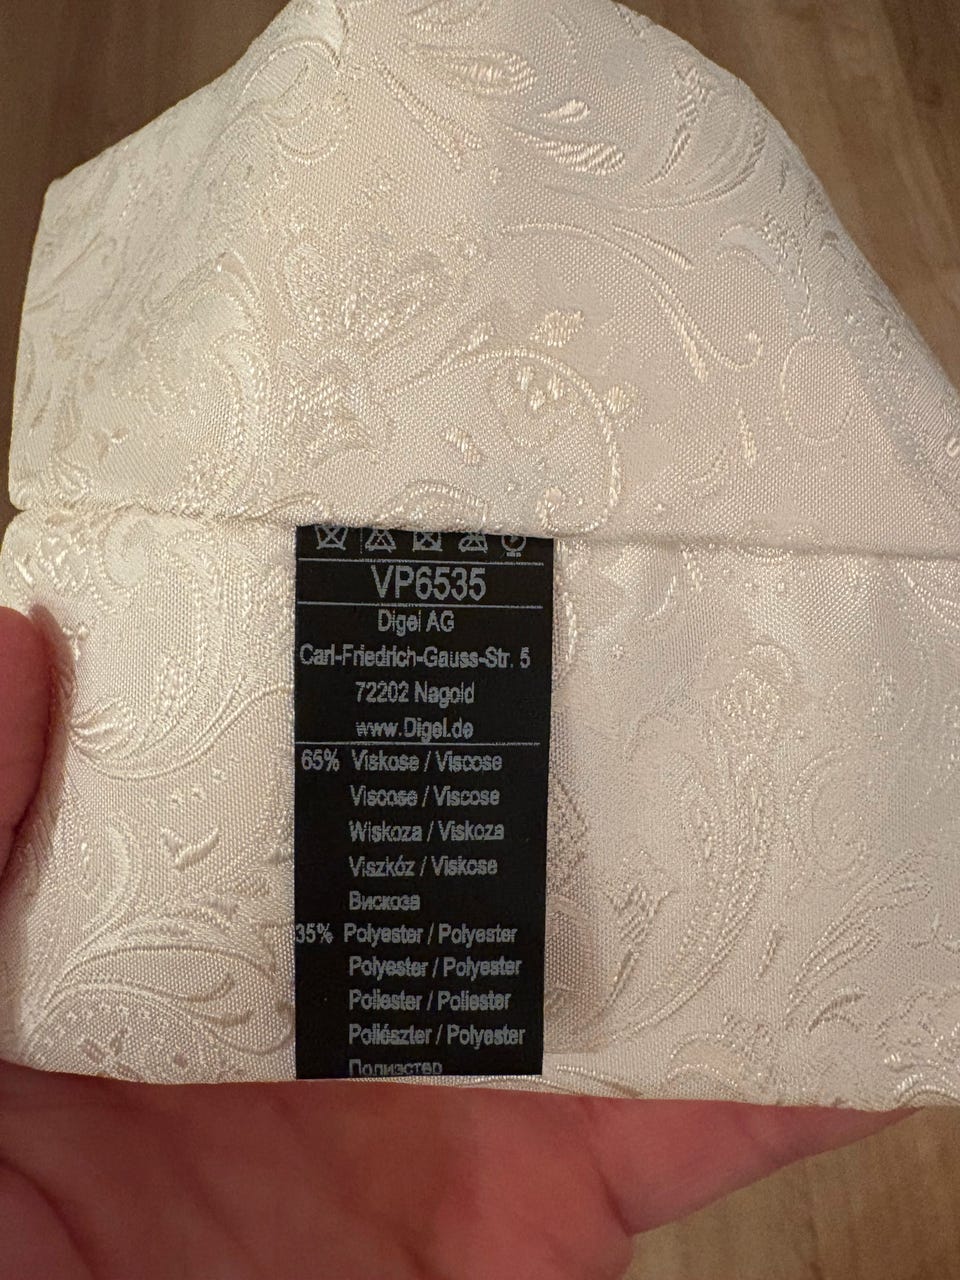 VP6535
Digel AG
Carl-Friedrich-Gauss-Str. 5
72202 Nagold
www.Digel.de
65% Viskose / Viscose
Viscose / Viscose
Wiskoza / Viskoza
Viszkóz / Viskose
Вискоза
35% Polyester / Polyester
Polyester / Polyester
Poliester / Poliester
Poliészter / Polyester
Полиэстер